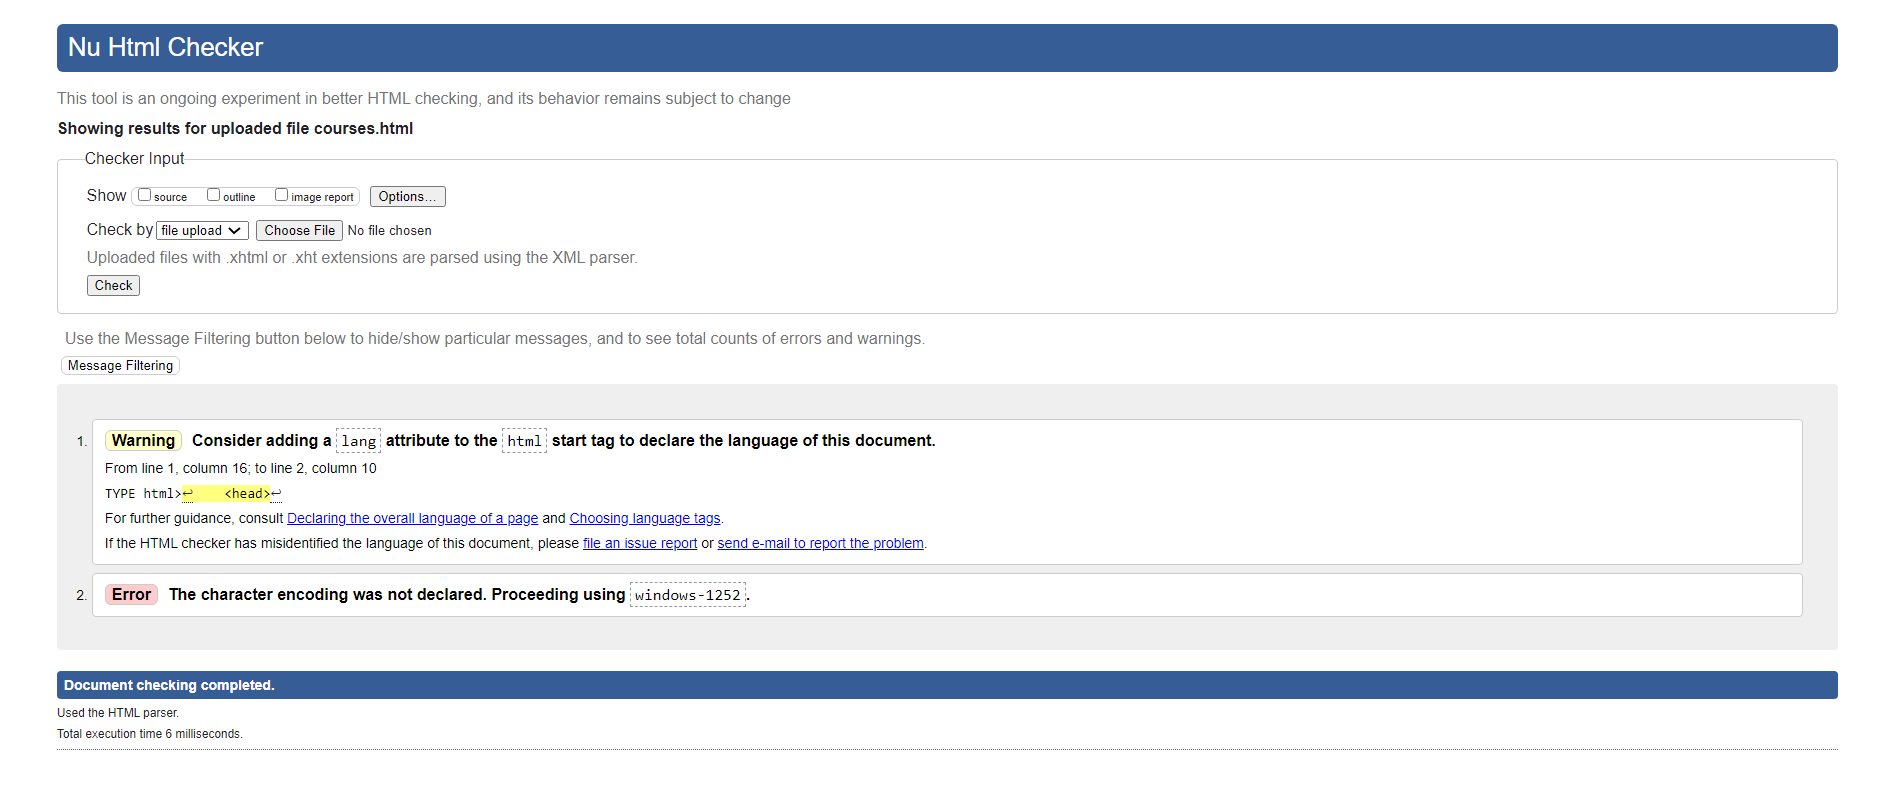 Nu Html Checker
This tool is an ongoing experiment in better HTML checking, and its behavior remains subject to change
Showing results for uploaded file courses.html
Checker Input
Show source outline image report Options...
Check by file upload Choose File No file chosen
Uploaded files with .xhtml or .xht extensions are parsed using the XML parser.
Check
Use the Message Filtering button below to hide/show particular messages, and to see total counts of errors and warnings.
Message Filtering
1. Warning Consider adding a lang attribute to the html start tag to declare the language of this document.
From line 1, column 16; to line 2, column 10
TYPE html>↩    <head>↩
For further guidance, consult Declaring the overall language of a page and Choosing language tags.
If the HTML checker has misidentified the language of this document, please file an issue report or send e-mail to report the problem.
2. Error The character encoding was not declared. Proceeding using windows-1252.
Document checking completed.
Used the HTML parser.
Total execution time 6 milliseconds.